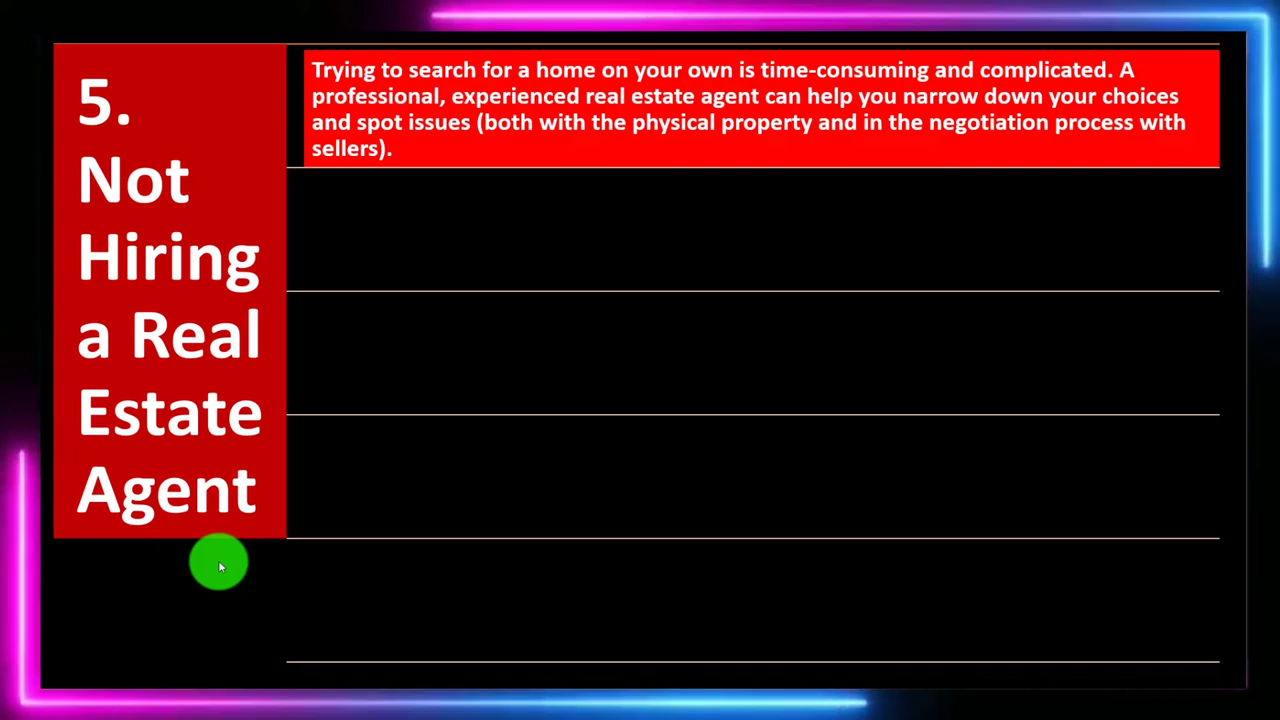 5.
Not
Hiring
a Real
Estate
Agent
Trying to search for a home on your own is time-consuming and complicated. A
professional, experienced real estate agent can help you narrow down your choices
and spot issues (both with the physical property and in the negotiation process with
sellers).